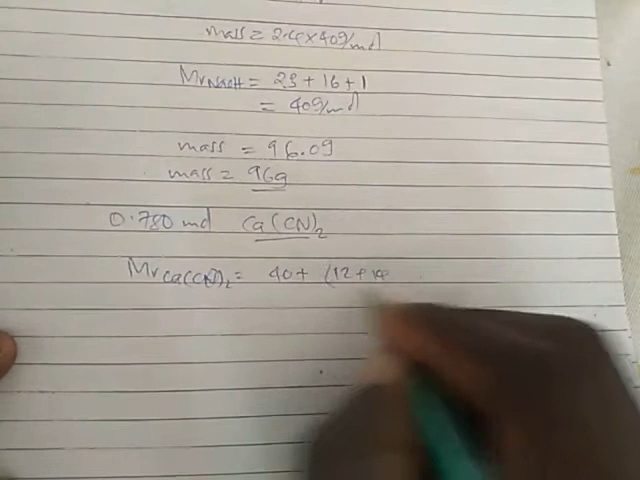 mass = 2.4 x 40g/mol
Mr NaOH = 23 + 16 + 1
= 40g/mol
mass = 96.0g
mass = 96g
0.780 mol Ca(CN)2
Mr Ca(CN)2 = 40 + (12 + 14